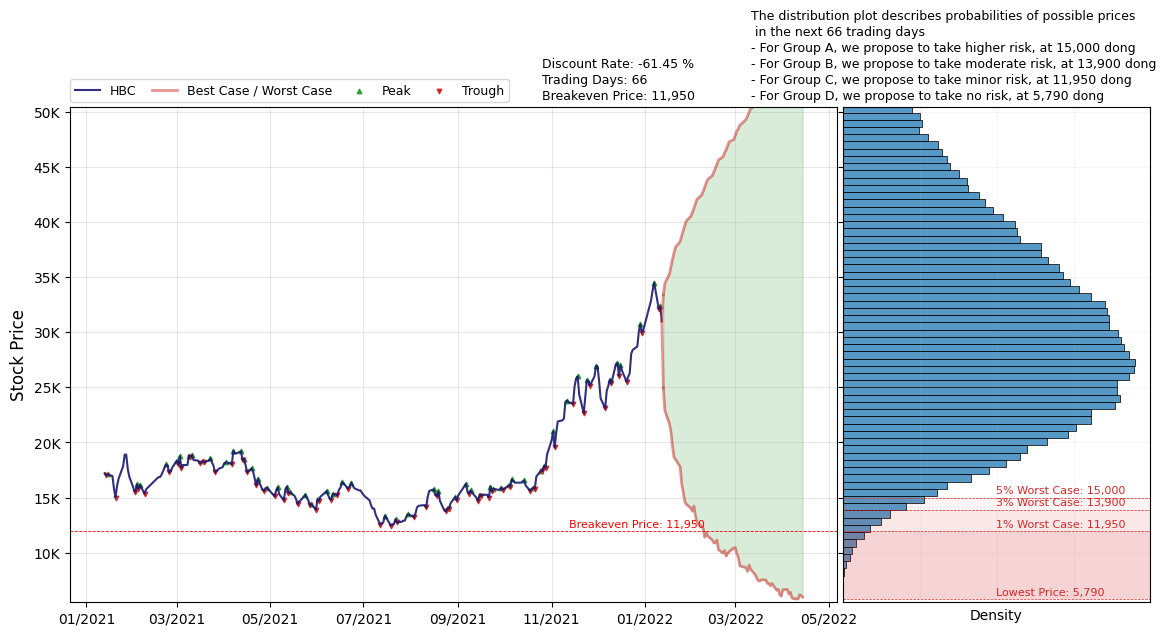 The distribution plot describes probabilities of possible prices
in the next 66 trading days
- For Group A, we propose to take higher risk, at 15,000 dong
- For Group B, we propose to take moderate risk, at 13,900 dong
- For Group C, we propose to take minor risk, at 11,950 dong
- For Group D, we propose to take no risk, at 5,790 dong
Discount Rate: -61.45 %
Trading Days: 66
Breakeven Price: 11,950
HBC
Best Case / Worst Case
Peak
Trough
Stock Price
50K
45K
40K
35K
30K
25K
20K
15K
10K
Breakeven Price: 11,950
01/2021
03/2021
05/2021
07/2021
09/2021
11/2021
01/2022
03/2022
05/2022
5% Worst Case: 15,000
3% Worst Case: 13,900
1% Worst Case: 11,950
Lowest Price: 5,790
Density